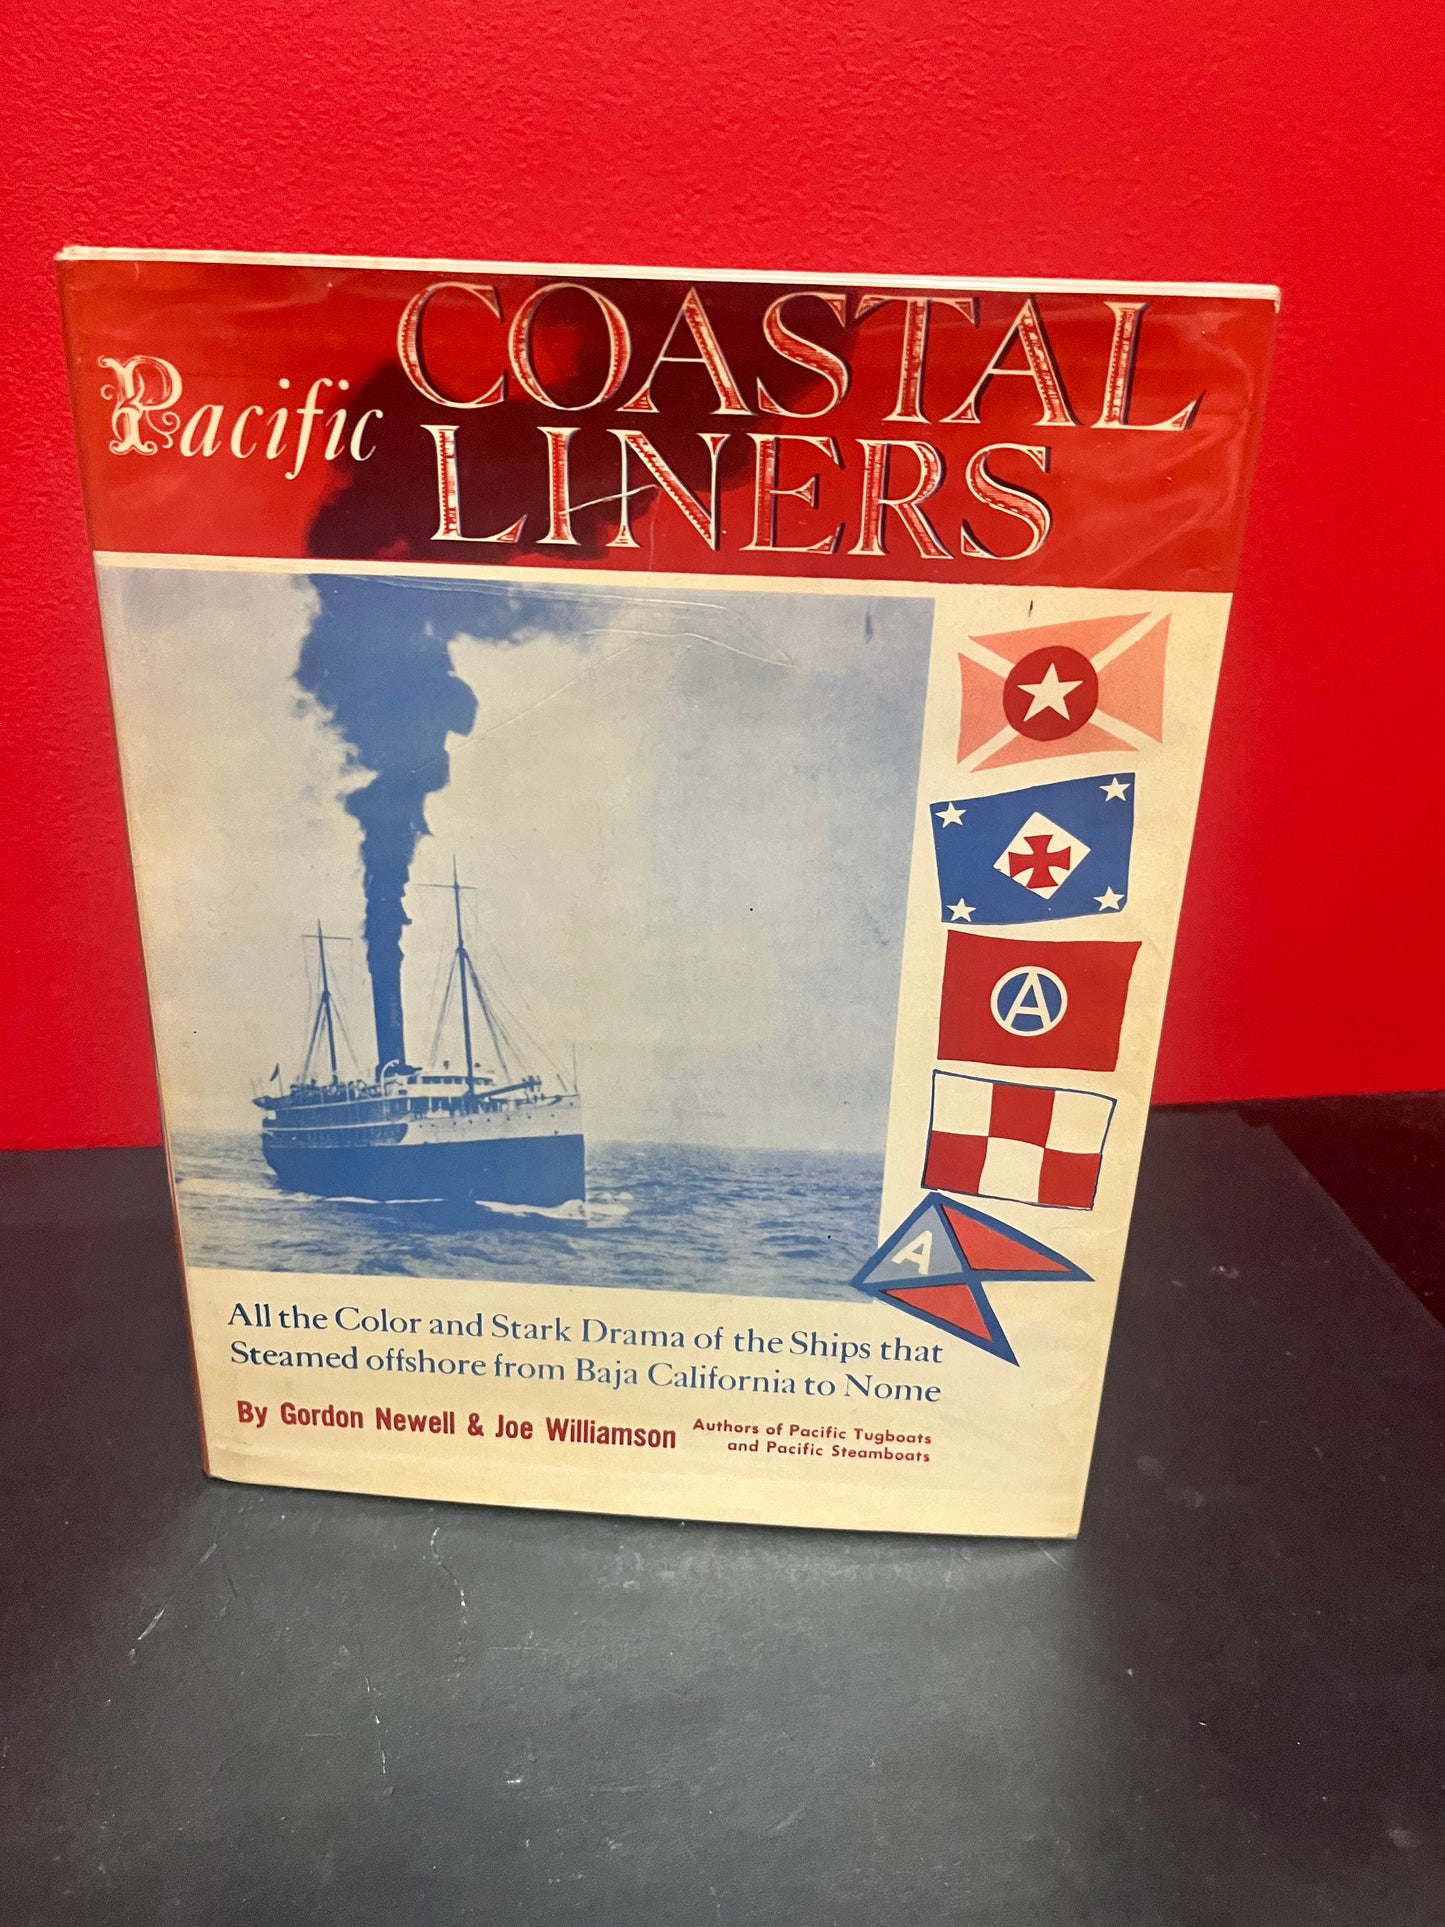 Pacific COASTAL
LINERS
A
A
All the Color and Stark Drama of the Ships that
Steamed offshore from Baja California to Nome
By Gordon Newell & Joe Williamson
Authors of Pacific Tugboats
and Pacific Steamboats